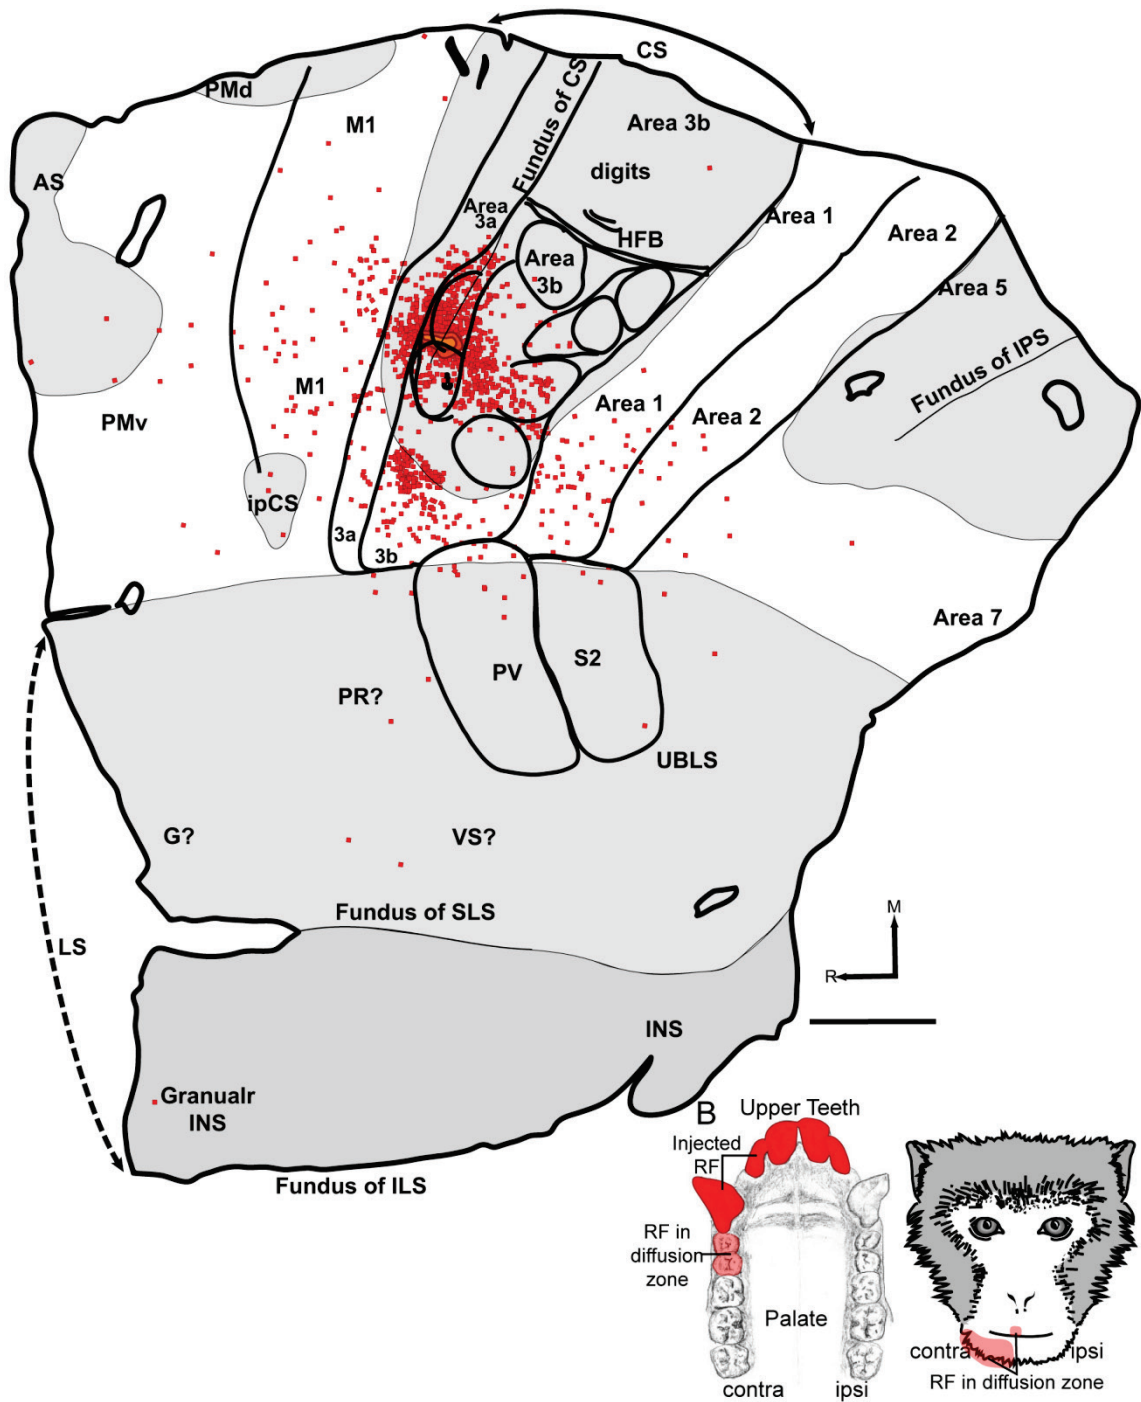 CS
PMd
M1
Fundus of CS
Area 3b
digits
AS
Area
3a
Area 1
HFB
Area 2
Area
3b
Area 5
Fundus of IPS
M1
PMv
Area 1
Area 2
ipCS
3a
3b
Area 7
PV
S2
PR?
UBLS
G?
VS?
Fundus of SLS
LS
M
R
INS
Granualr
INS
Fundus of ILS
B
Upper Teeth
Injected
RF
RF in
diffusion
zone
Palate
contra
ipsi
contra
ipsi
RF in diffusion zone